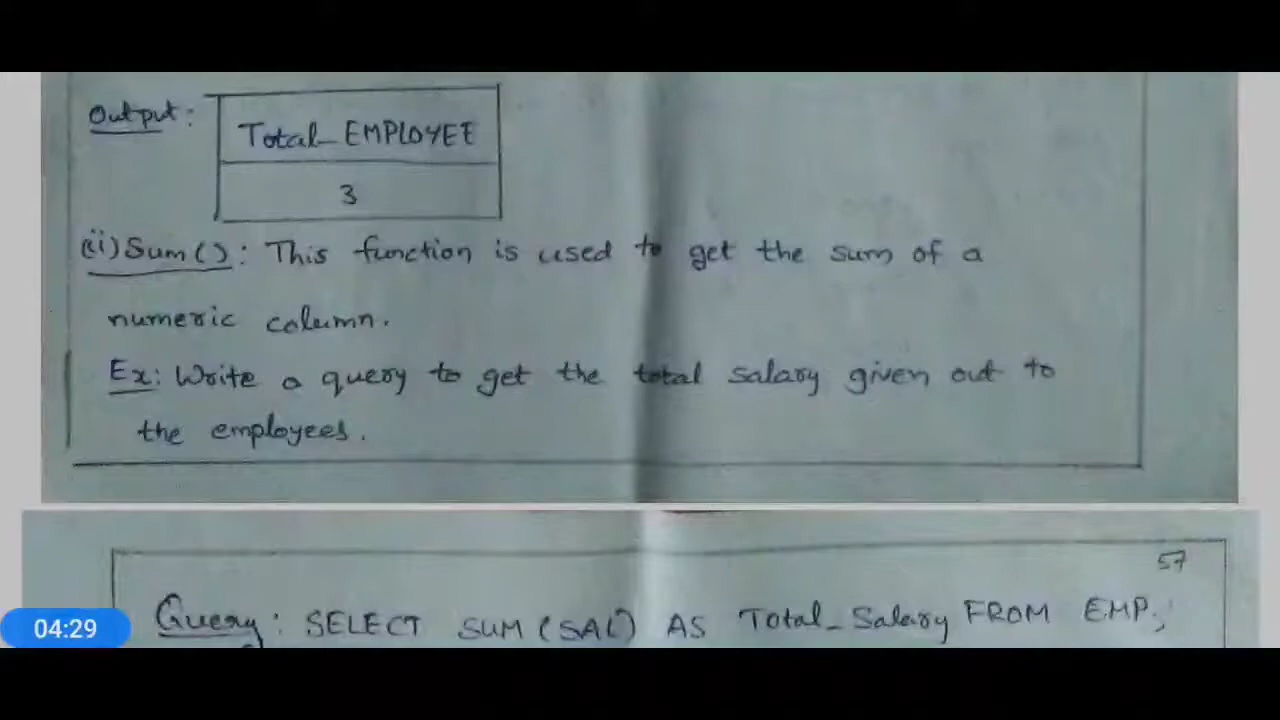 Output:
Total_EMPLOYEE
3
(ii) Sum(): This function is used to get the sum of a
numeric column.
Ex: Write a query to get the total salary given out to
the employees.
57
Query: SELECT SUM(SAL) AS Total_Salary FROM EMP;
04:29